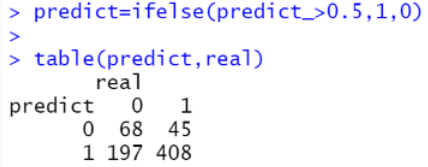 > predict=ifelse(predict_>0.5,1,0)
>
> table(predict,real)
       real
predict   0   1
      0  68  45
      1 197 408